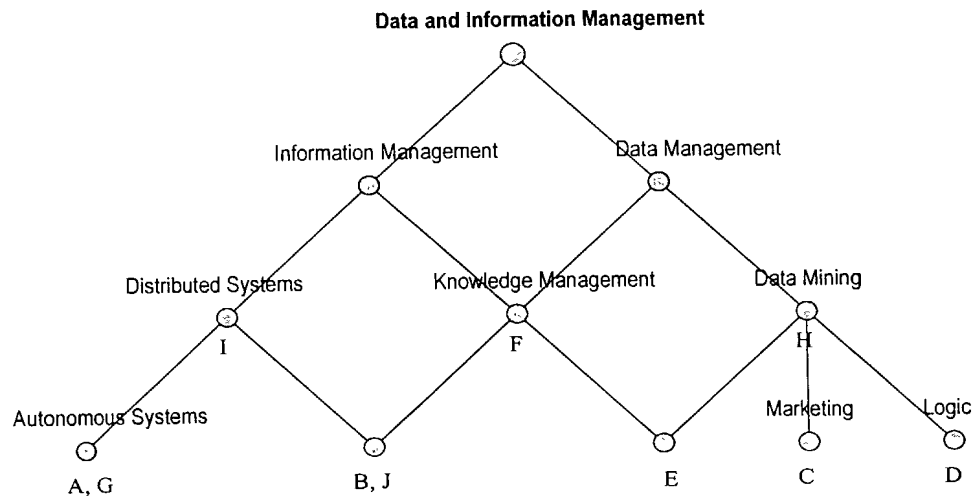 Data and Information Management
Information Management
Data Management
Distributed Systems
Knowledge Management
Data Mining
I
F
H
Autonomous Systems
Marketing
Logic
A, G
B, J
E
C
D